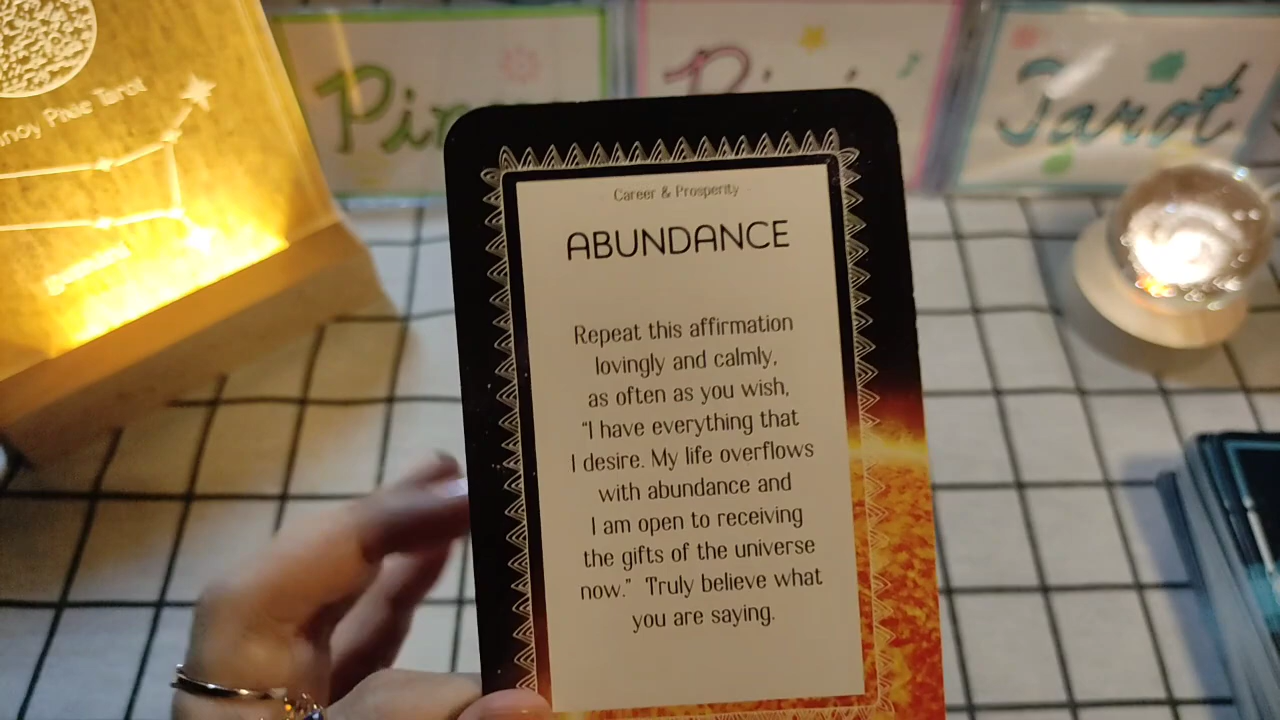 Pinoy Pixie Tarot
Tarot
Career & Prosperity
ABUNDANCE
Repeat this affirmation
lovingly and calmly,
as often as you wish,
“I have everything that
I desire. My life overflows
with abundance and
I am open to receiving
the gifts of the universe
now.” Truly believe what
you are saying.